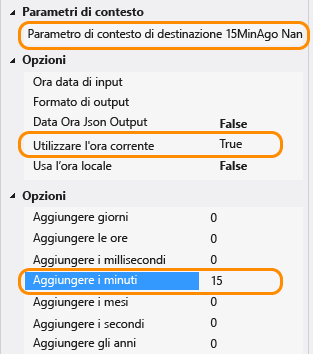 Parametri di contesto
Parametro di contesto di destinazione 15MinAgo Nan
Opzioni
Ora data di input
Formato di output
Data Ora Json Output False
Utilizzare l'ora corrente True
Usa l'ora locale False
Opzioni
Aggiungere giorni 0
Aggiungere le ore 0
Aggiungere i millisecondi 0
Aggiungere i minuti 15
Aggiungere i mesi 0
Aggiungere i secondi 0
Aggiungere gli anni 0